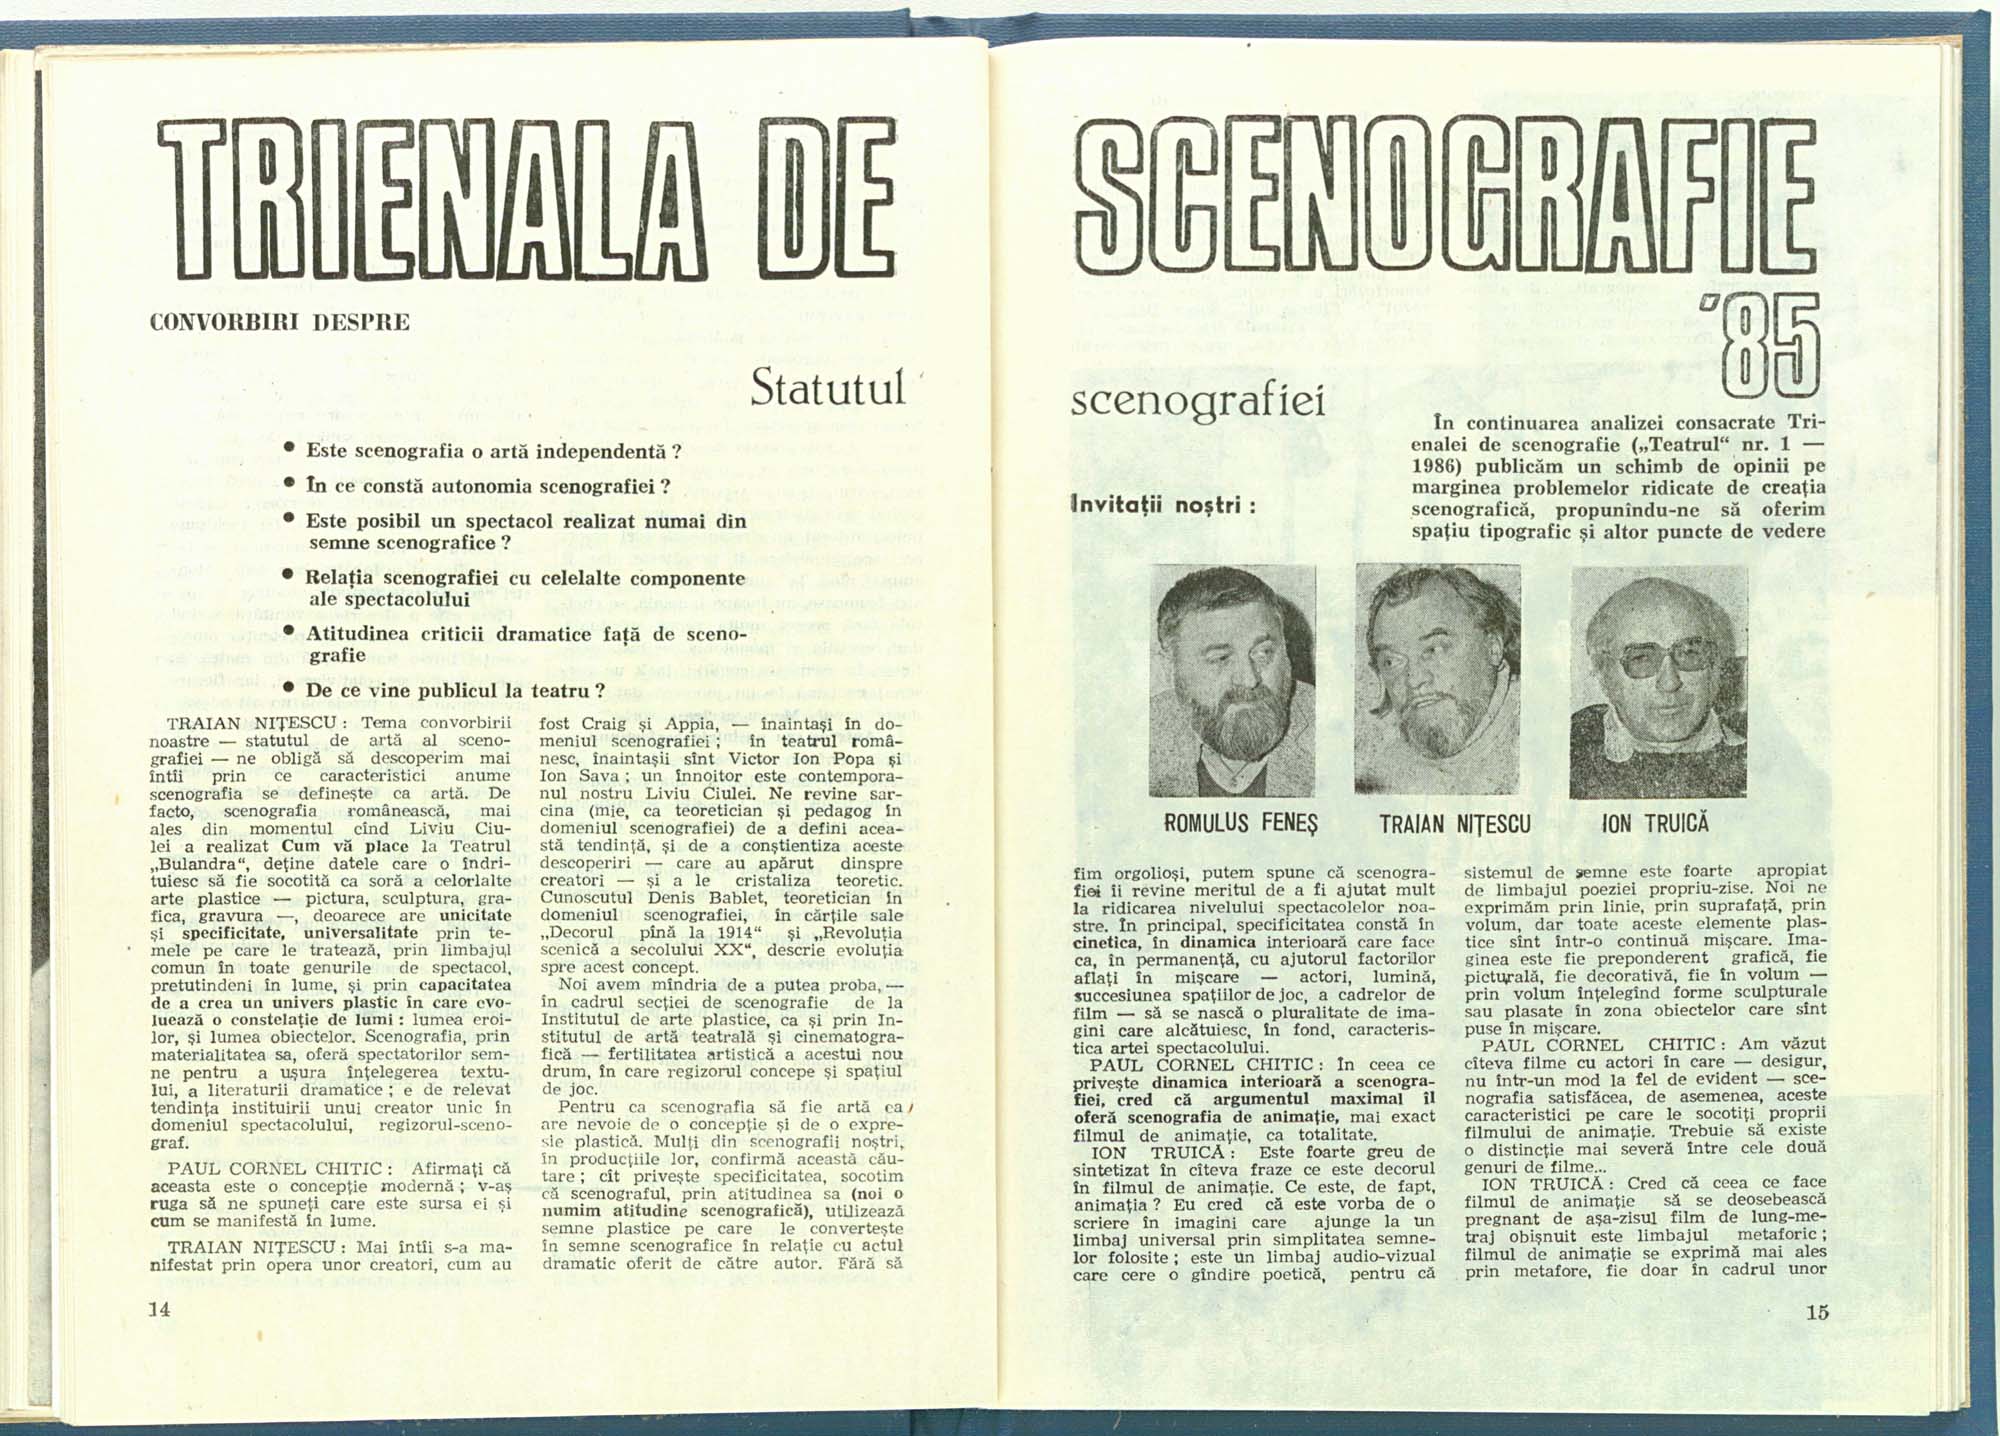 TRIENALA DE
CONVORBIRI DESPRE
Statutul
• Este scenografia o artă independentă ?
• În ce constă autonomia scenografiei ?
• Este posibil un spectacol realizat numai din
semne scenografice ?
• Relația scenografiei cu celelalte componente
ale spectacolului
• Atitudinea criticii dramatice față de sceno-
grafie
• De ce vine publicul la teatru ?
TRAIAN NIȚESCU : Tema convorbirii
noastre — statutul de artă al sceno-
grafiei — ne obligă să descoperim mai
întîi prin ce caracteristici anume
scenografia se definește ca artă. De
facto, scenografia românească, mai
ales din momentul cînd Liviu Ciu-
lei a realizat Cum vă place la Teatrul
„Bulandra“, deține datele care o îndri-
tuiesc să fie socotită ca soră a celorlalte
arte plastice — pictura, sculptura, gra-
fica, gravura —, deoarece are unicitate
și specificitate, universalitate prin te-
mele pe care le tratează, prin limbajul
comun în toate genurile de spectacol,
pretutindeni în lume, și prin capacitatea
de a crea un univers plastic în care evo-
luează o constelație de lumi : lumea eroi-
lor, și lumea obiectelor. Scenografia, prin
materialitatea sa, oferă spectatorilor sem-
ne pentru a ușura înțelegerea textu-
lui, a literaturii dramatice ; e de relevat
tendința instituirii unui creator unic în
domeniul spectacolului, regizorul-sceno-
graf.
PAUL CORNEL CHITIC : Afirmați că
aceasta este o concepție modernă ; v-aș
ruga să ne spuneți care este sursa ei și
cum se manifestă în lume.
TRAIAN NIȚESCU : Mai întîi s-a ma-
nifestat prin opera unor creatori, cum au
fost Craig și Appia, — înaintași în do-
meniul scenografiei ; în teatrul româ-
nesc, înaintașii sînt Victor Ion Popa și
Ion Sava ; un înnoitor este contempora-
nul nostru Liviu Ciulei. Ne revine sar-
cina (mie, ca teoretician și pedagog în
domeniul scenografiei) de a defini acea-
stă tendință, și de a conștientiza aceste
descoperiri — care au apărut dinspre
creatori — și a le cristaliza teoretic.
Cunoscutul Denis Bablet, teoretician în
domeniul scenografiei, în cărțile sale
„Decorul pînă la 1914“ și „Revoluția
scenică a secolului XX“, descrie evoluția
spre acest concept.
Noi avem mîndria de a putea proba, —
în cadrul secției de scenografie de la
Institutul de arte plastice, ca și prin In-
stitutul de artă teatrală și cinematogra-
fică — fertilitatea artistică a acestui nou
drum, în care regizorul concepe și spațiul
de joc.
Pentru ca scenografia să fie artă ea
are nevoie de o concepție și de o expre-
sie plastică. Mulți din scenografii noștri,
în producțiile lor, confirmă această cău-
tare ; cît privește specificitatea, socotim
că scenograful, prin atitudinea sa (noi o
numim atitudine scenografică), utilizează
semne plastice pe care le convertește
în semne scenografice în relație cu actul
dramatic oferit de către autor. Fără să
14
SCENOGRAFIE
'85
scenografiei
În continuarea analizei consacrate Tri-
enalei de scenografie („Teatrul“ nr. 1 —
1986) publicăm un schimb de opinii pe
marginea problemelor ridicate de creația
scenografică, propunîndu-ne să oferim
spațiu tipografic și altor puncte de vedere
Invitații noștri :
ROMULUS FENEȘ
TRAIAN NIȚESCU
ION TRUICĂ
fim orgolioși, putem spune că scenogra-
fiei îi revine meritul de a fi ajutat mult
la ridicarea nivelului spectacolelor noa-
stre. În principal, specificitatea constă în
cinetica, în dinamica interioară care face
ca, în permanență, cu ajutorul factorilor
aflați în mișcare — actori, lumină,
succesiunea spațiilor de joc, a cadrelor de
film — să se nască o pluralitate de ima-
gini care alcătuiesc, în fond, caracteris-
tica artei spectacolului.
PAUL CORNEL CHITIC : În ceea ce
privește dinamica interioară a scenogra-
fiei, cred că argumentul maximal îl
oferă scenografia de animație, mai exact
filmul de animație, ca totalitate.
ION TRUICĂ : Este foarte greu de
sintetizat în cîteva fraze ce este decorul
în filmul de animație. Ce este, de fapt,
animația ? Eu cred că este vorba de o
scriere în imagini care ajunge la un
limbaj universal prin simplitatea semne-
lor folosite ; este un limbaj audio-vizual
care cere o gîndire poetică, pentru că
sistemul de semne este foarte apropiat
de limbajul poeziei propriu-zise. Noi ne
exprimăm prin linie, prin suprafață, prin
volum, dar toate aceste elemente plas-
tice sînt într-o continuă mișcare. Ima-
ginea este fie preponderent grafică, fie
picturală, fie decorativă, fie în volum —
prin volum înțelegînd forme sculpturale
sau plasate în zona obiectelor care sînt
puse în mișcare.
PAUL CORNEL CHITIC : Am văzut
cîteva filme cu actori în care — desigur,
nu într-un mod la fel de evident — sce-
nografia satisfăcea, de asemenea, aceste
caracteristici pe care le socotiți proprii
filmului de animație. Trebuie să existe
o distincție mai severă între cele două
genuri de filme...
ION TRUICĂ : Cred că ceea ce face
filmul de animație să se deosebească
pregnant de așa-zisul film de lung-me-
traj obișnuit este limbajul metaforic ;
filmul de animație se exprimă mai ales
prin metafore, fie doar în cadrul unor
15